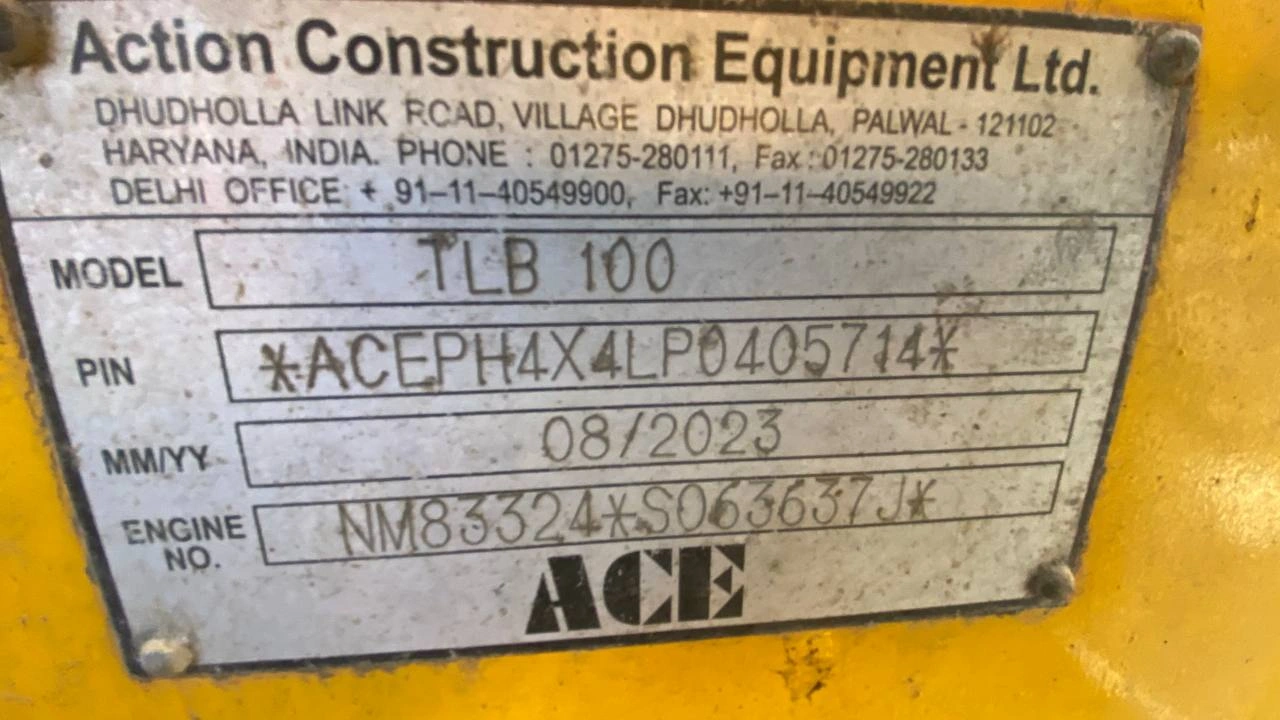 Action Construction Equipment Ltd.
DHUDHOLLA LINK ROAD, VILLAGE DHUDHOLLA, PALWAL - 121102
HARYANA, INDIA. PHONE : 01275-280111, Fax : 01275-280133
DELHI OFFICE + 91-11-40549900, Fax: +91-11-40549922
MODEL TLB 100
PIN *ACEPH4X4LP0405714*
MM/YY 08/2023
ENGINE NO. NM83324*S063637J*
ACE